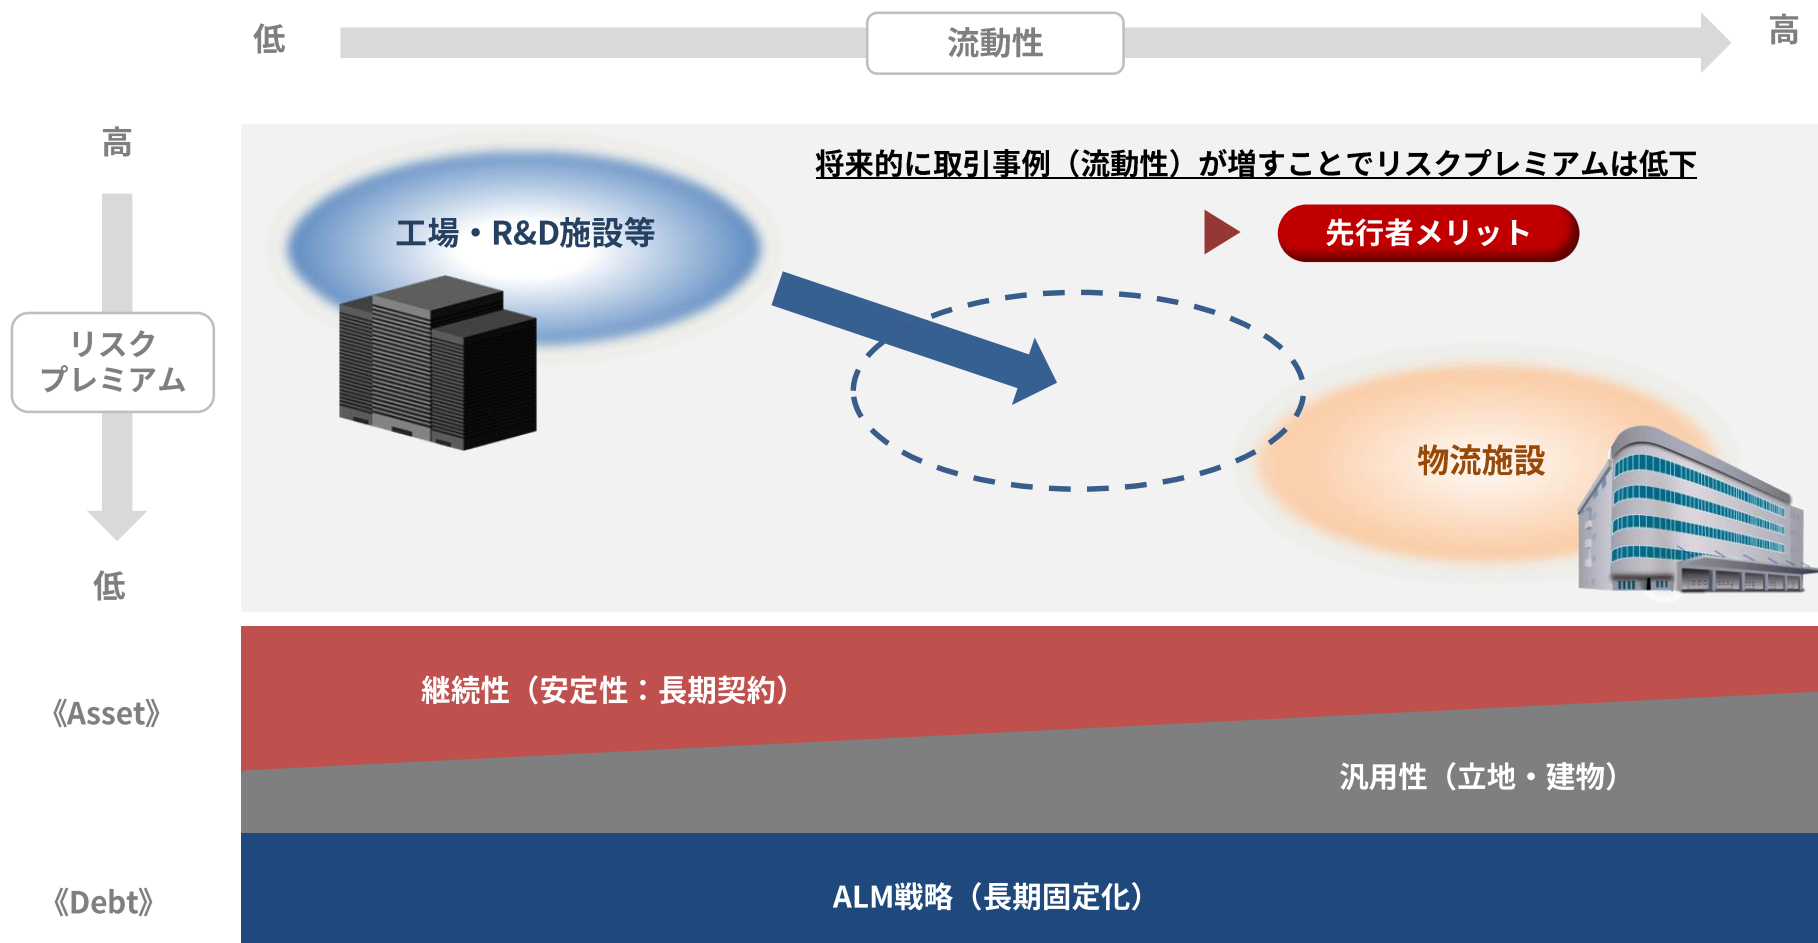 低
流動性
高
高
リスク
プレミアム
低
将来的に取引事例（流動性）が増すことでリスクプレミアムは低下
先行者メリット
工場・R&D施設等
物流施設
《Asset》
継続性（安定性：長期契約）
汎用性（立地・建物）
《Debt》
ALM戦略（長期固定化）